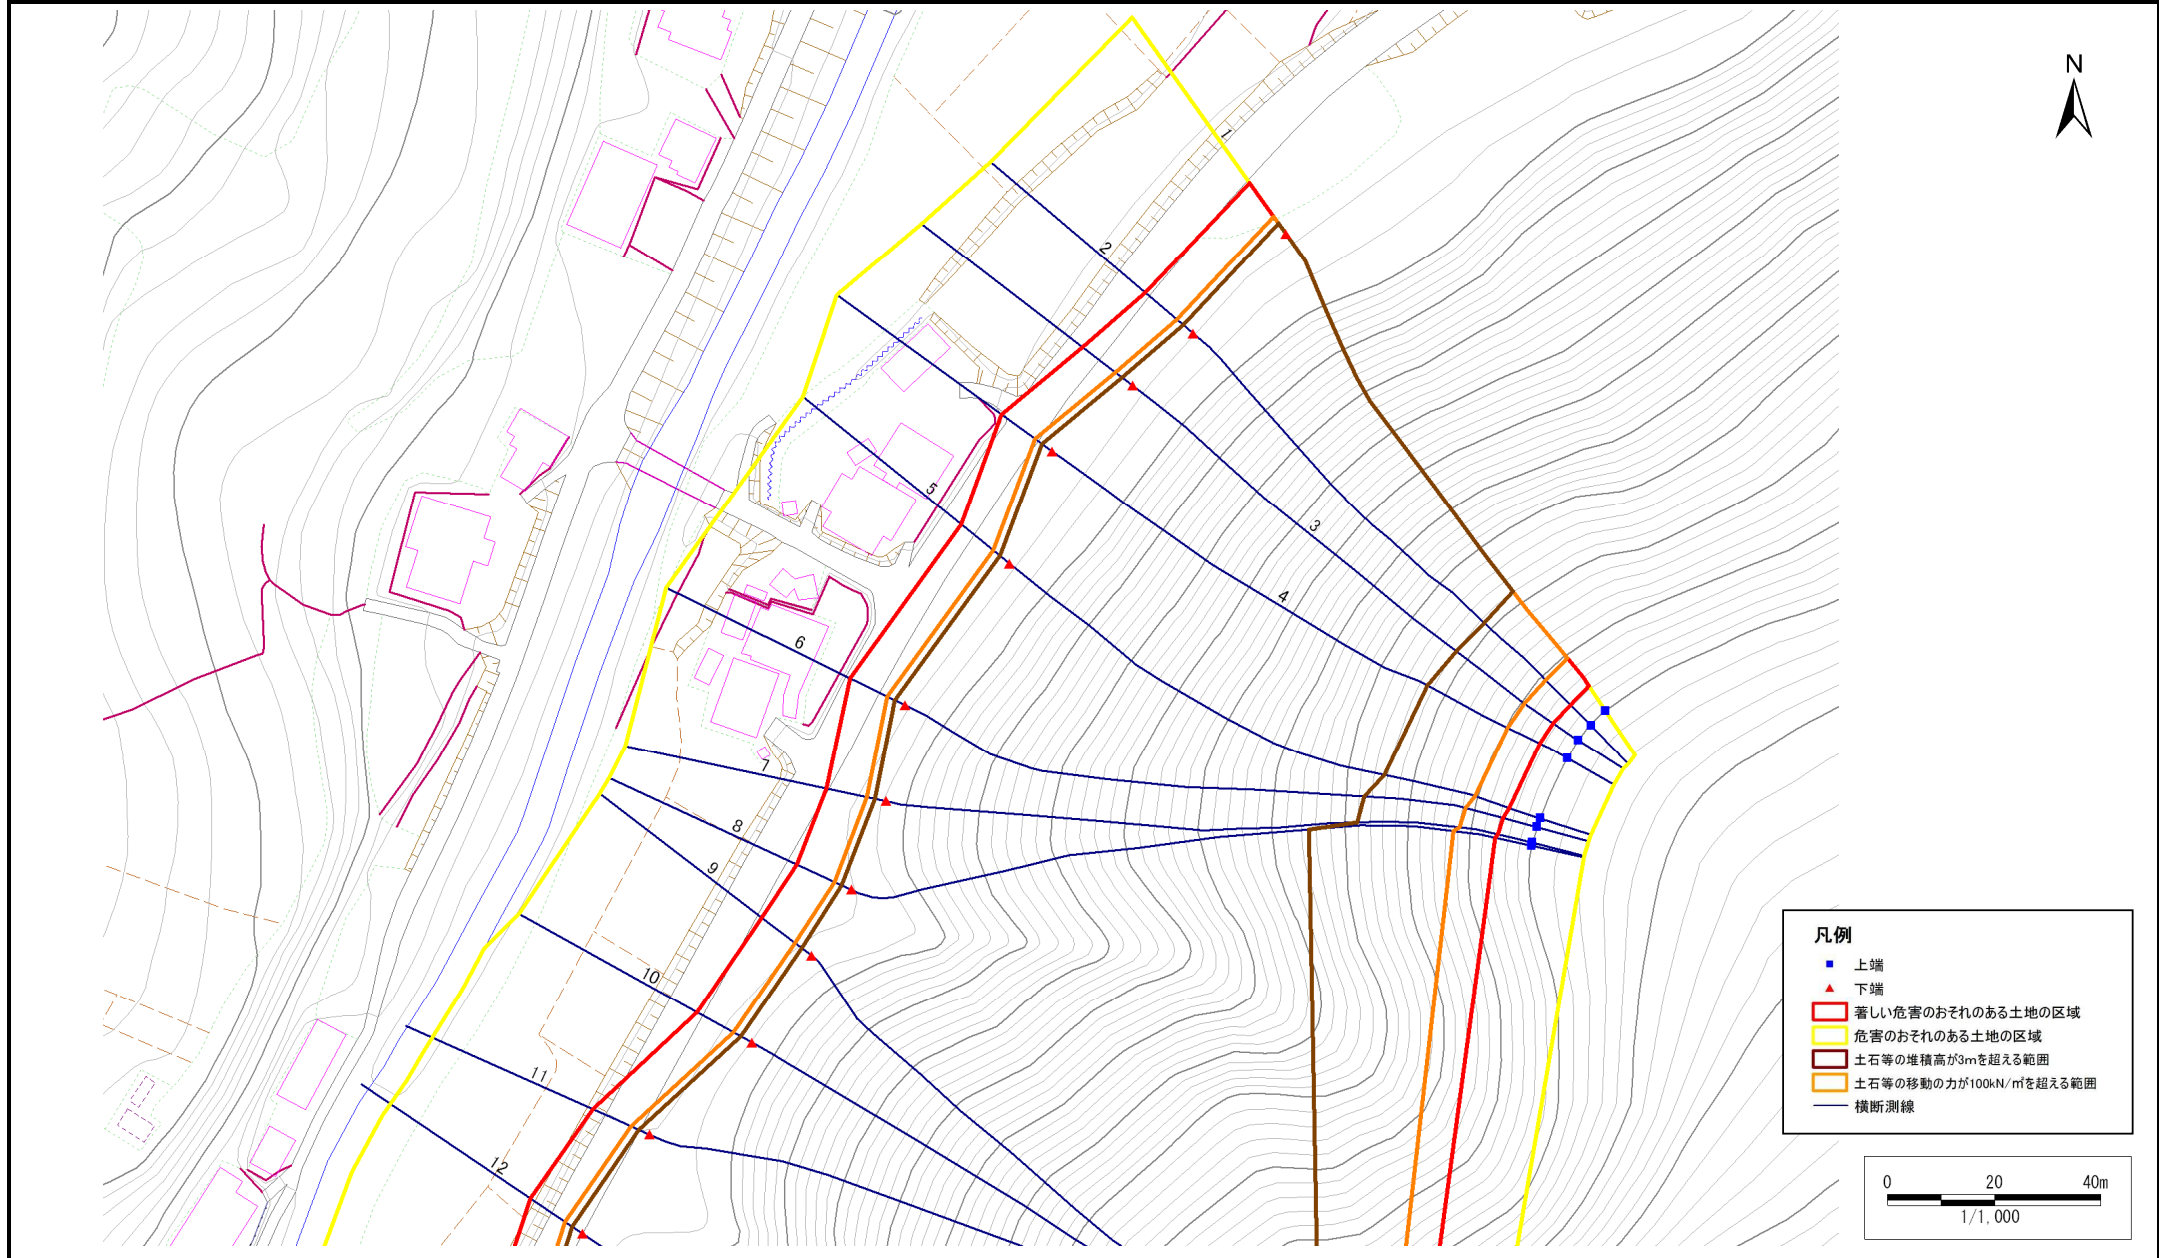 N
1
2
3
4
5
6
7
8
9
10
11
12
凡例
上端
下端
著しい危害のおそれのある土地の区域
危害のおそれのある土地の区域
土石等の堆積高が3mを超える範囲
土石等の移動の力が100kN/㎡を超える範囲
横断測線
0 20 40m
1/1,000